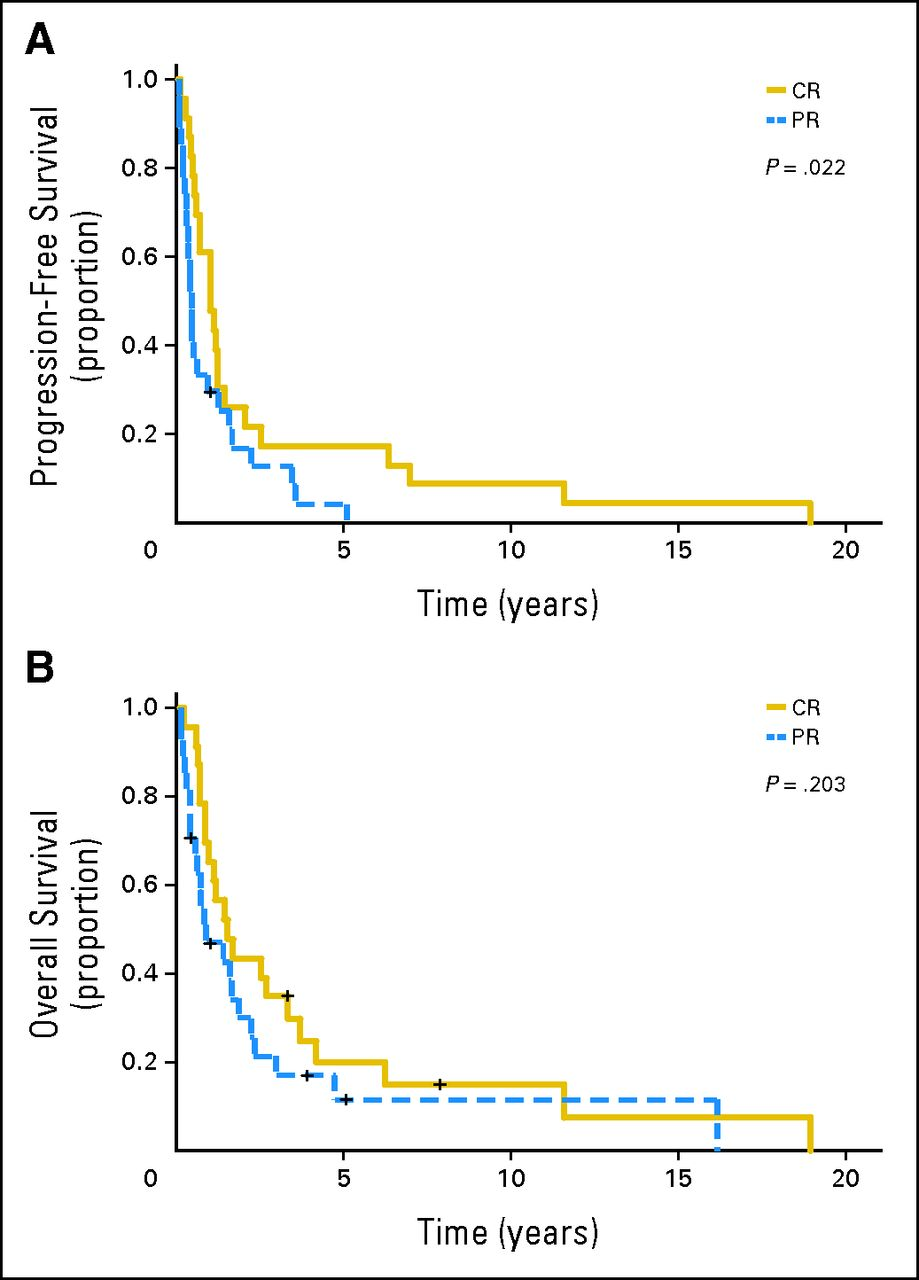 A
Progression-Free Survival
(proportion)
1.0
0.8
0.6
0.4
0.2
0
5
10
15
20
Time (years)
CR
PR
P = .022
B
Overall Survival
(proportion)
1.0
0.8
0.6
0.4
0.2
0
5
10
15
20
Time (years)
CR
PR
P = .203